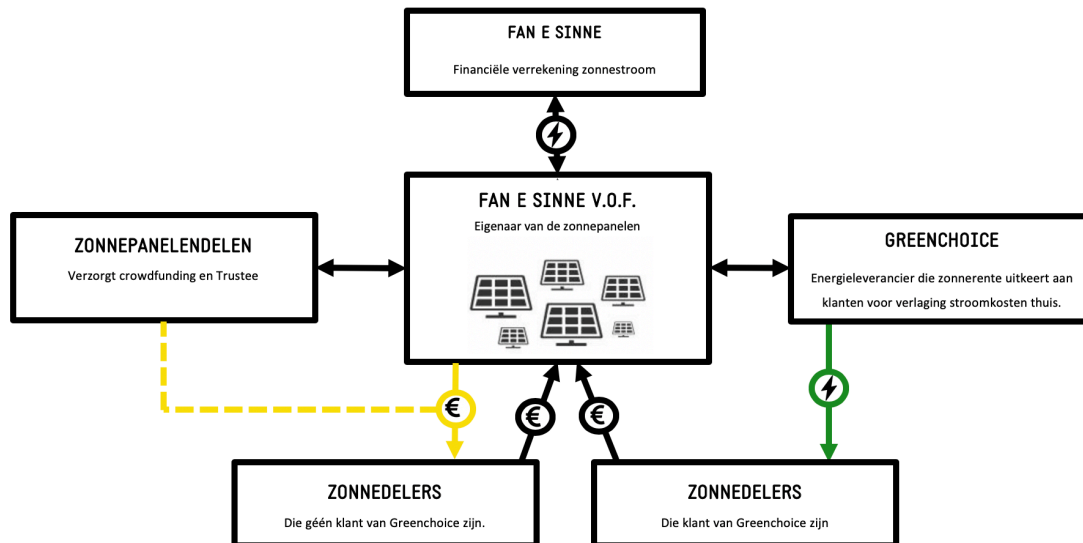 FAN E SINNE
Financiële verrekening zonnestroom
FAN E SINNE V.O.F.
Eigenaar van de zonnepanelen
ZONNEPANELENDELEN
Verzorgt crowdfunding en Trustee
GREENCHOICE
Energieleverancier die zonnerente uitkeert aan
klanten voor verlaging stroomkosten thuis.
€
€
€
ZONNEDELERS
Die géén klant van Greenchoice zijn.
ZONNEDELERS
Die klant van Greenchoice zijn